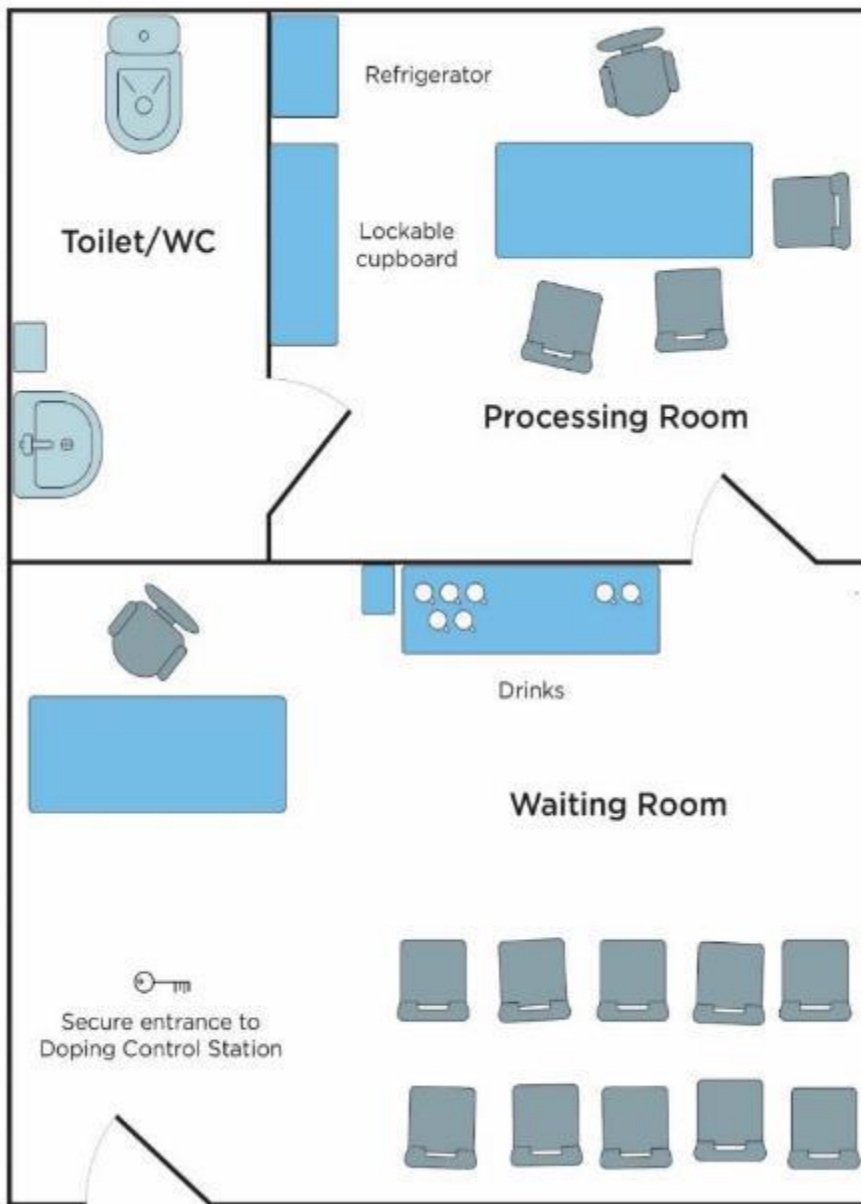 Refrigerator
Toilet/WC
Lockable
cupboard
Processing Room
Drinks
Waiting Room
Secure entrance to
Doping Control Station